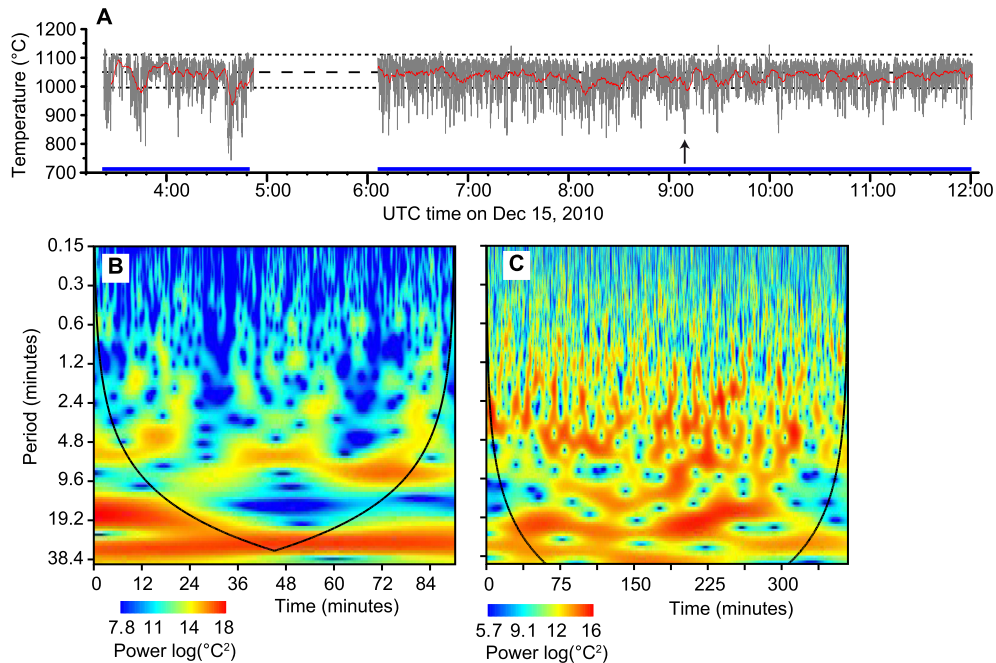 A
Temperature (°C)
1200
1100
1000
900
800
700
4:00 5:00 6:00 7:00 8:00 9:00 10:00 11:00 12:00
UTC time on Dec 15, 2010
B
C
Period (minutes)
0.15
0.3
0.6
1.2
2.4
4.8
9.6
19.2
38.4
0 12 24 36 48 60 72 84
Time (minutes)
0 75 150 225 300
Time (minutes)
7.8 11 14 18
Power log(°C²)
5.7 9.1 12 16
Power log(°C²)